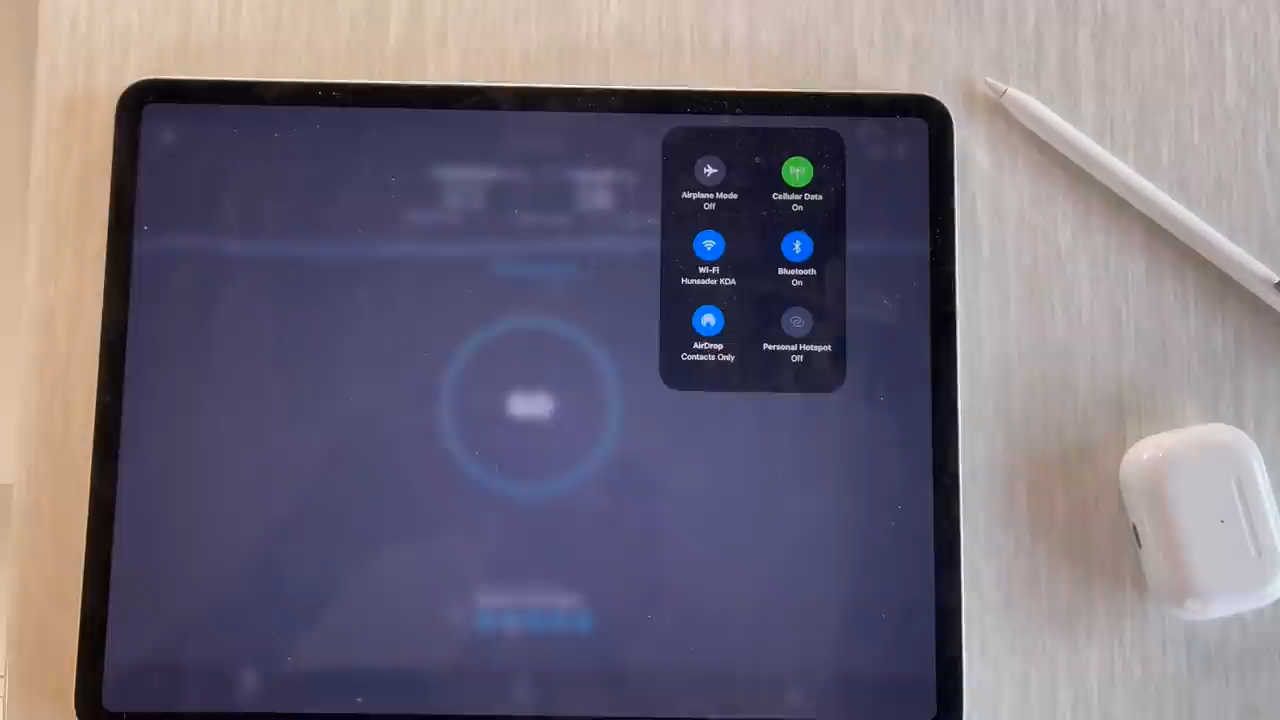 Airplane Mode
Off
Cellular Data
On
Wi-Fi
Hunsader KOA
Bluetooth
On
AirDrop
Contacts Only
Personal Hotspot
Off